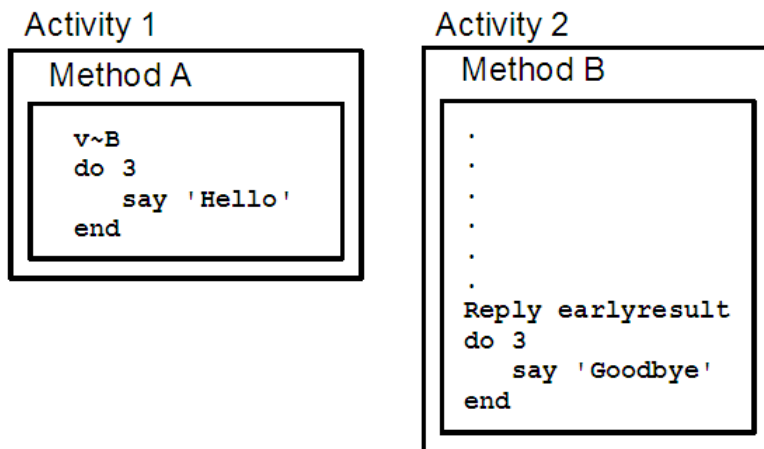 Activity 1
Method A
v~B
do 3
   say 'Hello'
end
Activity 2
Method B
.
.
.
.
.
.
Reply earlyresult
do 3
   say 'Goodbye'
end